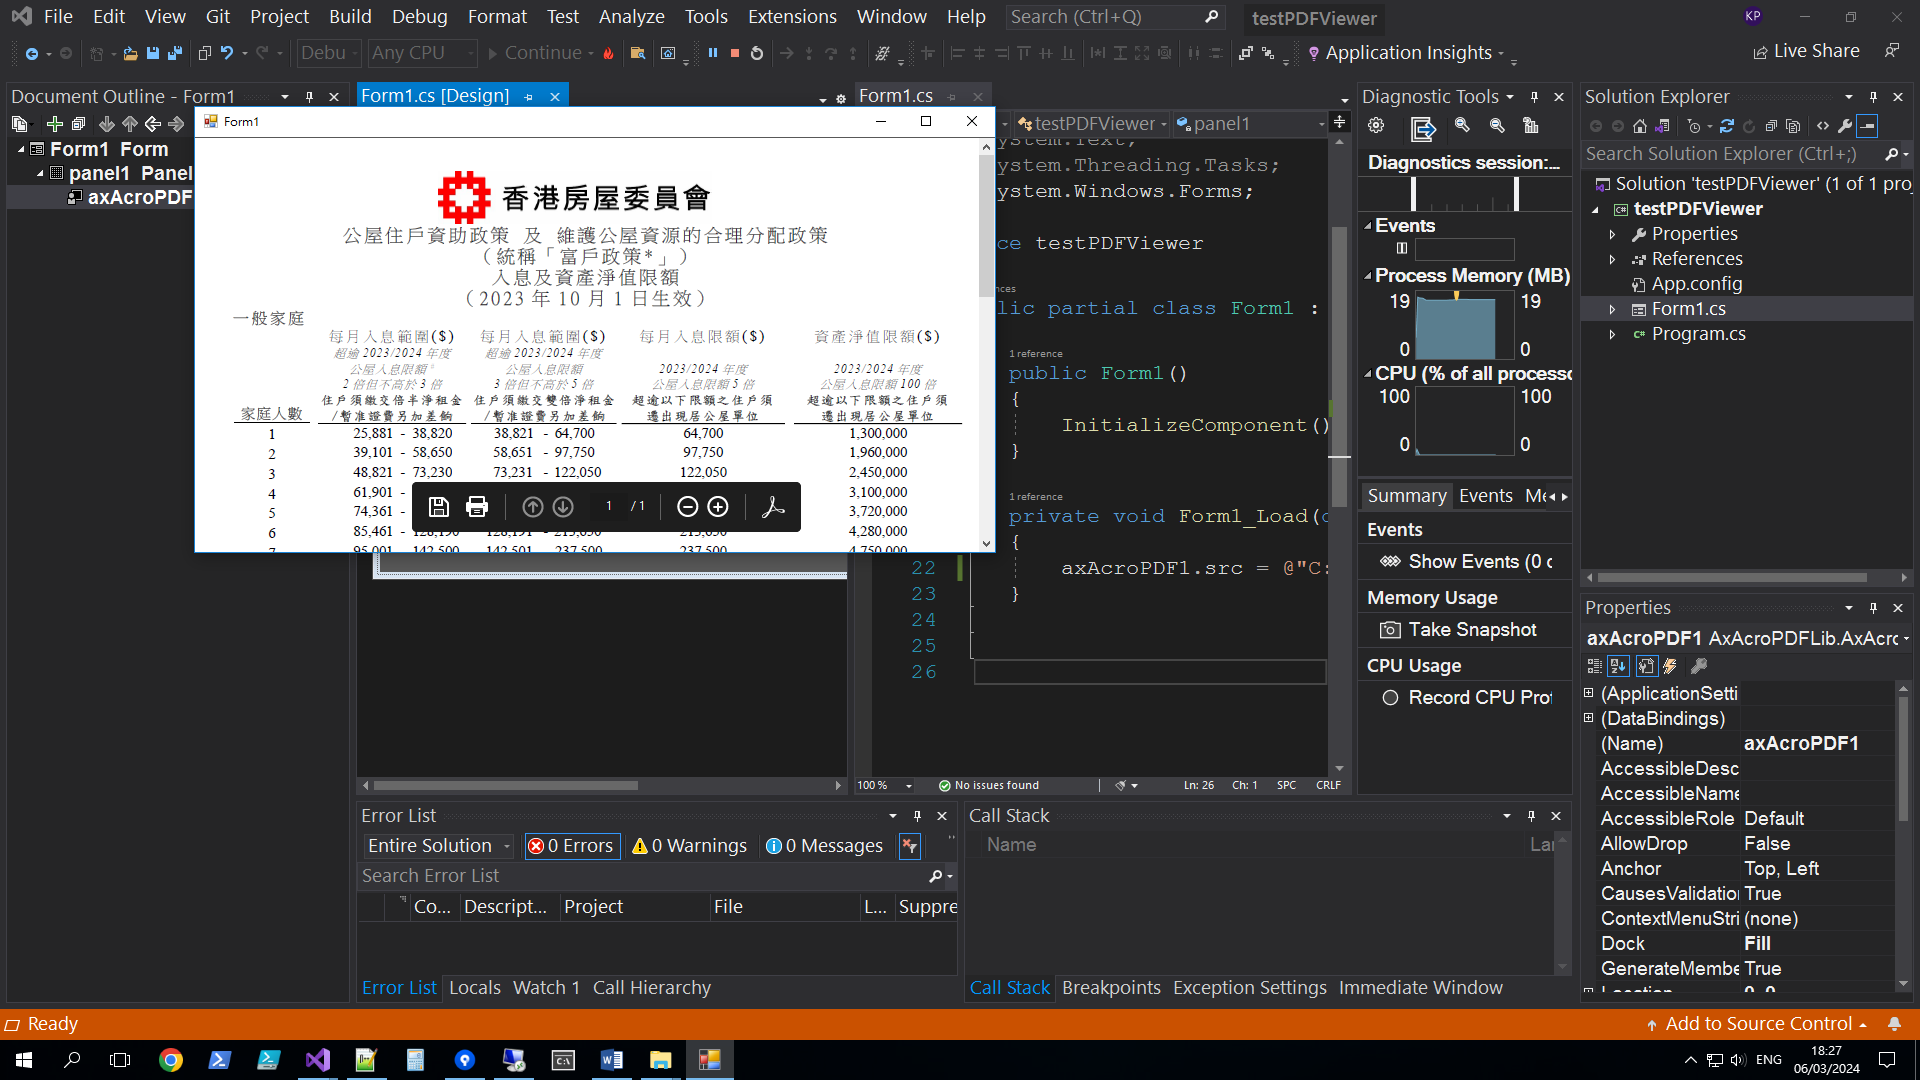 File Edit View Git Project Build Debug Format Test Analyze Tools Extensions Window Help Search (Ctrl+Q) testPDFViewer KP
Debu Any CPU Continue Application Insights Live Share
Document Outline - Form1
Form1 Form
panel1 Panel
axAcroPDF
Form1.cs [Design]
Form1
香港房屋委員會
公屋住戶資助政策 及 維護公屋資源的合理分配政策
（統稱「富戶政策*」）
入息及資產淨值限額
（2023 年 10 月 1 日生效）
一般家庭
每月入息範圍($) 每月入息範圍($) 每月入息限額($) 資產淨值限額($)
超逾 2023/2024 年度 超逾 2023/2024 年度
公屋入息限額 公屋入息限額 2023/2024 年度 2023/2024 年度
2 倍但不高於 3 倍 3 倍但不高於 5 倍 公屋入息限額 5 倍 公屋入息限額 100 倍
住戶須繳交倍半淨租金 住戶須繳交雙倍淨租金 超逾以下限額之住戶須 超逾以下限額之住戶須
家庭人數 /暫准證費另加差餉 /暫准證費另加差餉 遷出現居公屋單位 遷出現居公屋單位
1 25,881 - 38,820 38,821 - 64,700 64,700 1,300,000
2 39,101 - 58,650 58,651 - 97,750 97,750 1,960,000
3 48,821 - 73,230 73,231 - 122,050 122,050 2,450,000
4 61,901 - 3,100,000
5 74,361 - 3,720,000
6 85,461 - 4,280,000
7 95,001 - 142,500 142,501 - 237,500 237,500 4,750,000
1 / 1
Form1.cs
testPDFViewer panel1
ystem.Text;
ystem.Threading.Tasks;
ystem.Windows.Forms;
ce testPDFViewer
nces
lic partial class Form1 :
1 reference
public Form1()
{
InitializeComponent()
}
1 reference
private void Form1_Load(
{
22 axAcroPDF1.src = @"C:
23 }
24
25
26
100 % No issues found Ln: 26 Ch: 1 SPC CRLF
Diagnostic Tools
Diagnostics session:...
Events
Process Memory (MB)
19 19
0 0
CPU (% of all processo
100 100
0 0
Summary Events Me
Events
Show Events (0 o
Memory Usage
Take Snapshot
CPU Usage
Record CPU Prof
Solution Explorer
Search Solution Explorer (Ctrl+;)
Solution 'testPDFViewer' (1 of 1 pro
testPDFViewer
Properties
References
App.config
Form1.cs
Program.cs
Properties
axAcroPDF1 AxAcroPDFLib.AxAcro
(ApplicationSetti
(DataBindings)
(Name) axAcroPDF1
AccessibleDesc
AccessibleName
AccessibleRole Default
AllowDrop False
Anchor Top, Left
CausesValidation True
ContextMenuStri (none)
Dock Fill
GenerateMembe True
Location 0, 0
Error List
Entire Solution 0 Errors 0 Warnings 0 Messages
Search Error List
Co... Descript... Project File L... Suppre
Error List Locals Watch 1 Call Hierarchy
Call Stack
Name Lan
Call Stack Breakpoints Exception Settings Immediate Window
Ready Add to Source Control
ENG 18:27
06/03/2024